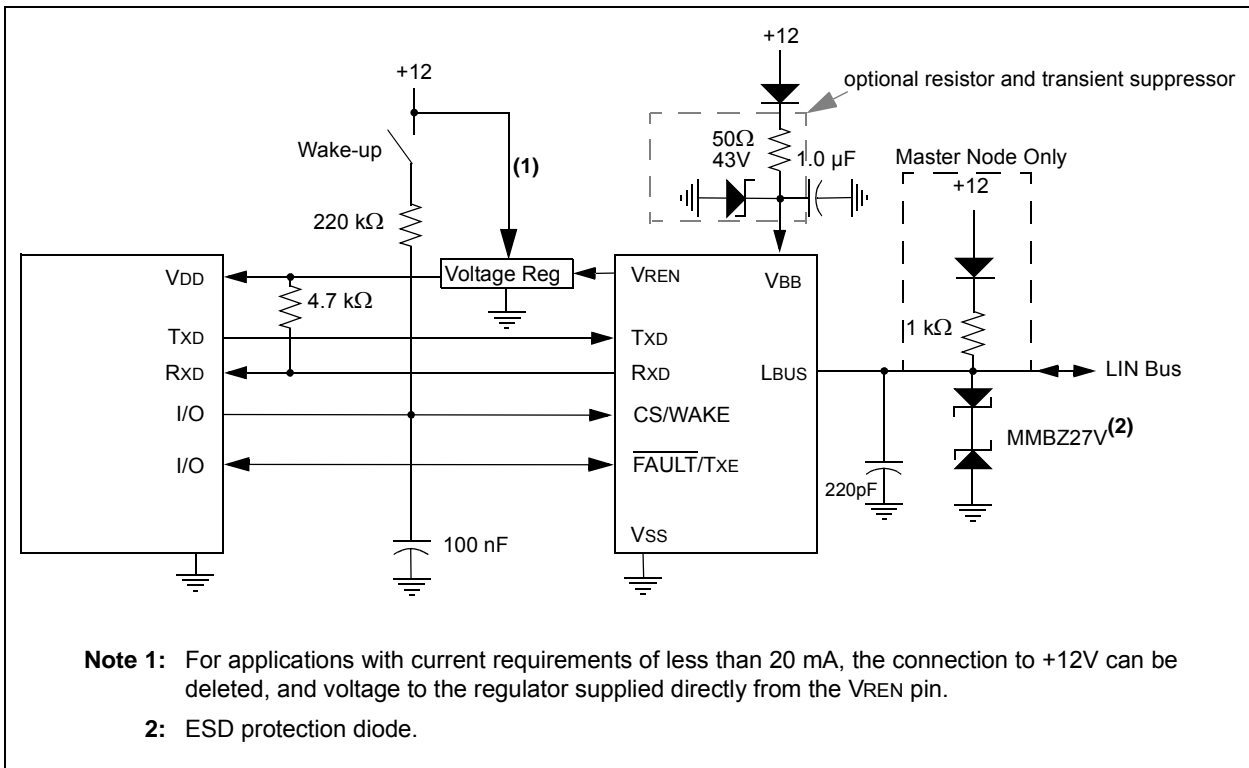 +12
optional resistor and transient suppressor
+12
Wake-up
(1)
50Ω
43V
1.0 µF
Master Node Only
+12
220 kΩ
VDD
Voltage Reg
VREN
VBB
4.7 kΩ
1 kΩ
TXD
TXD
RXD
RXD
LBUS
LIN Bus
I/O
CS/WAKE
MMBZ27V(2)
I/O
FAULT/TXE
220pF
VSS
100 nF
Note 1: For applications with current requirements of less than 20 mA, the connection to +12V can be
deleted, and voltage to the regulator supplied directly from the VREN pin.
2: ESD protection diode.